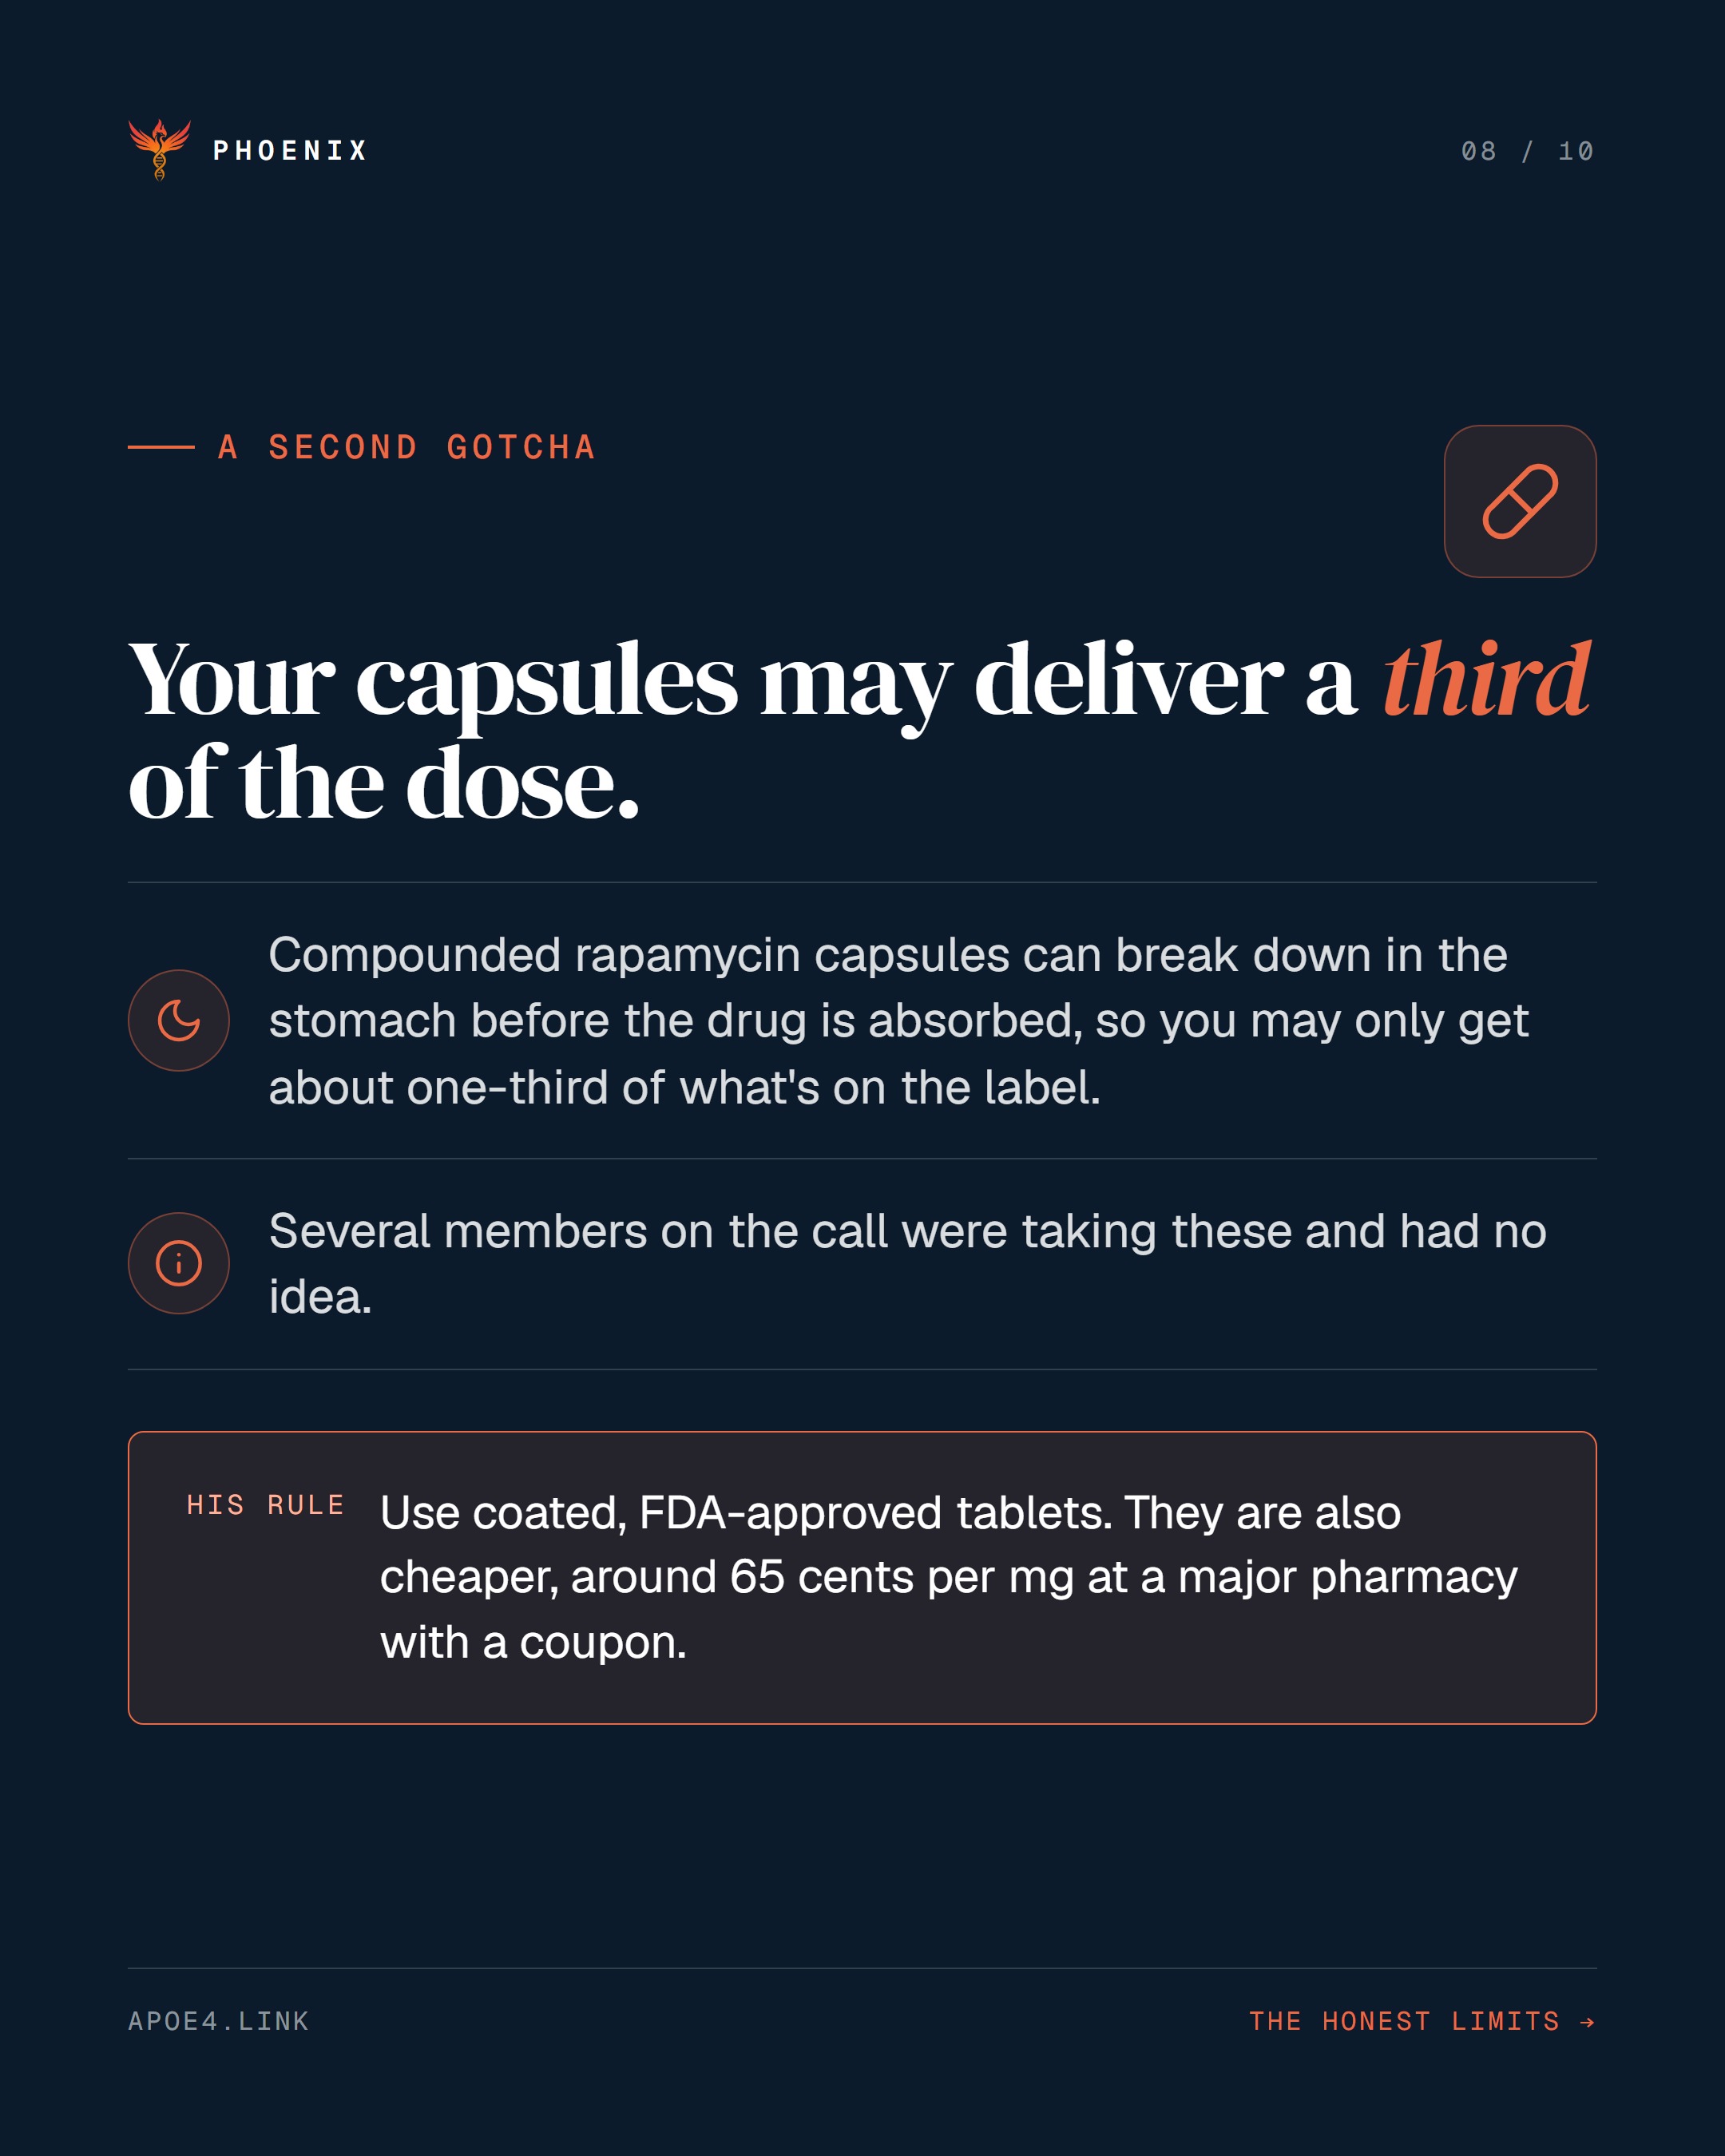 PHOENIX
08 / 10
A SECOND GOTCHA
Your capsules may deliver a third
of the dose.
Compounded rapamycin capsules can break down in the
stomach before the drug is absorbed, so you may only get
about one-third of what's on the label.
Several members on the call were taking these and had no
idea.
HIS RULE
Use coated, FDA-approved tablets. They are also
cheaper, around 65 cents per mg at a major pharmacy
with a coupon.
APOE4.LINK
THE HONEST LIMITS →